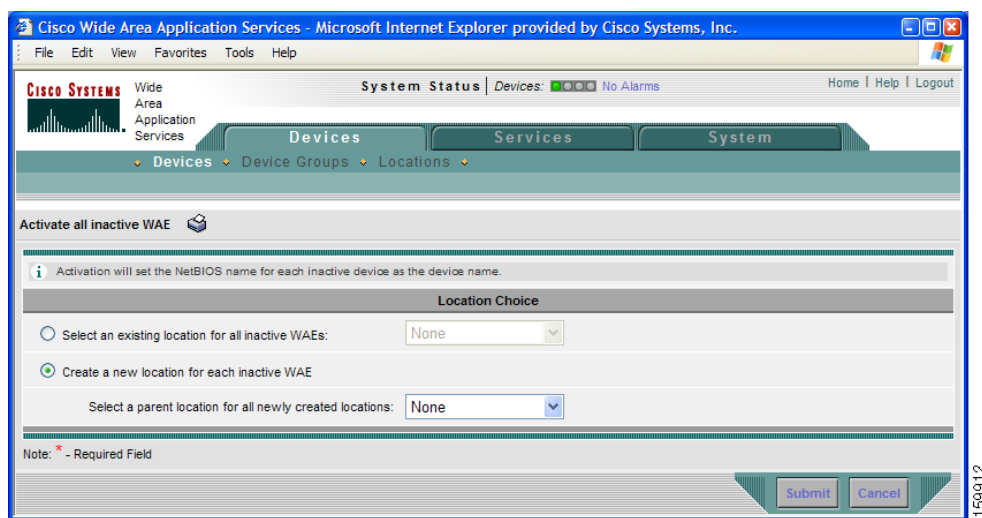 Cisco Wide Area Application Services - Microsoft Internet Explorer provided by Cisco Systems, Inc.
File Edit View Favorites Tools Help
CISCO SYSTEMS
Wide
Area
Application
Services
System Status | Devices: No Alarms
Home | Help | Logout
Devices Services System
Devices Device Groups Locations
Activate all inactive WAE
i Activation will set the NetBIOS name for each inactive device as the device name.
Location Choice
Select an existing location for all inactive WAEs: None
Create a new location for each inactive WAE
Select a parent location for all newly created locations: None
Note: * - Required Field
Submit Cancel
159912